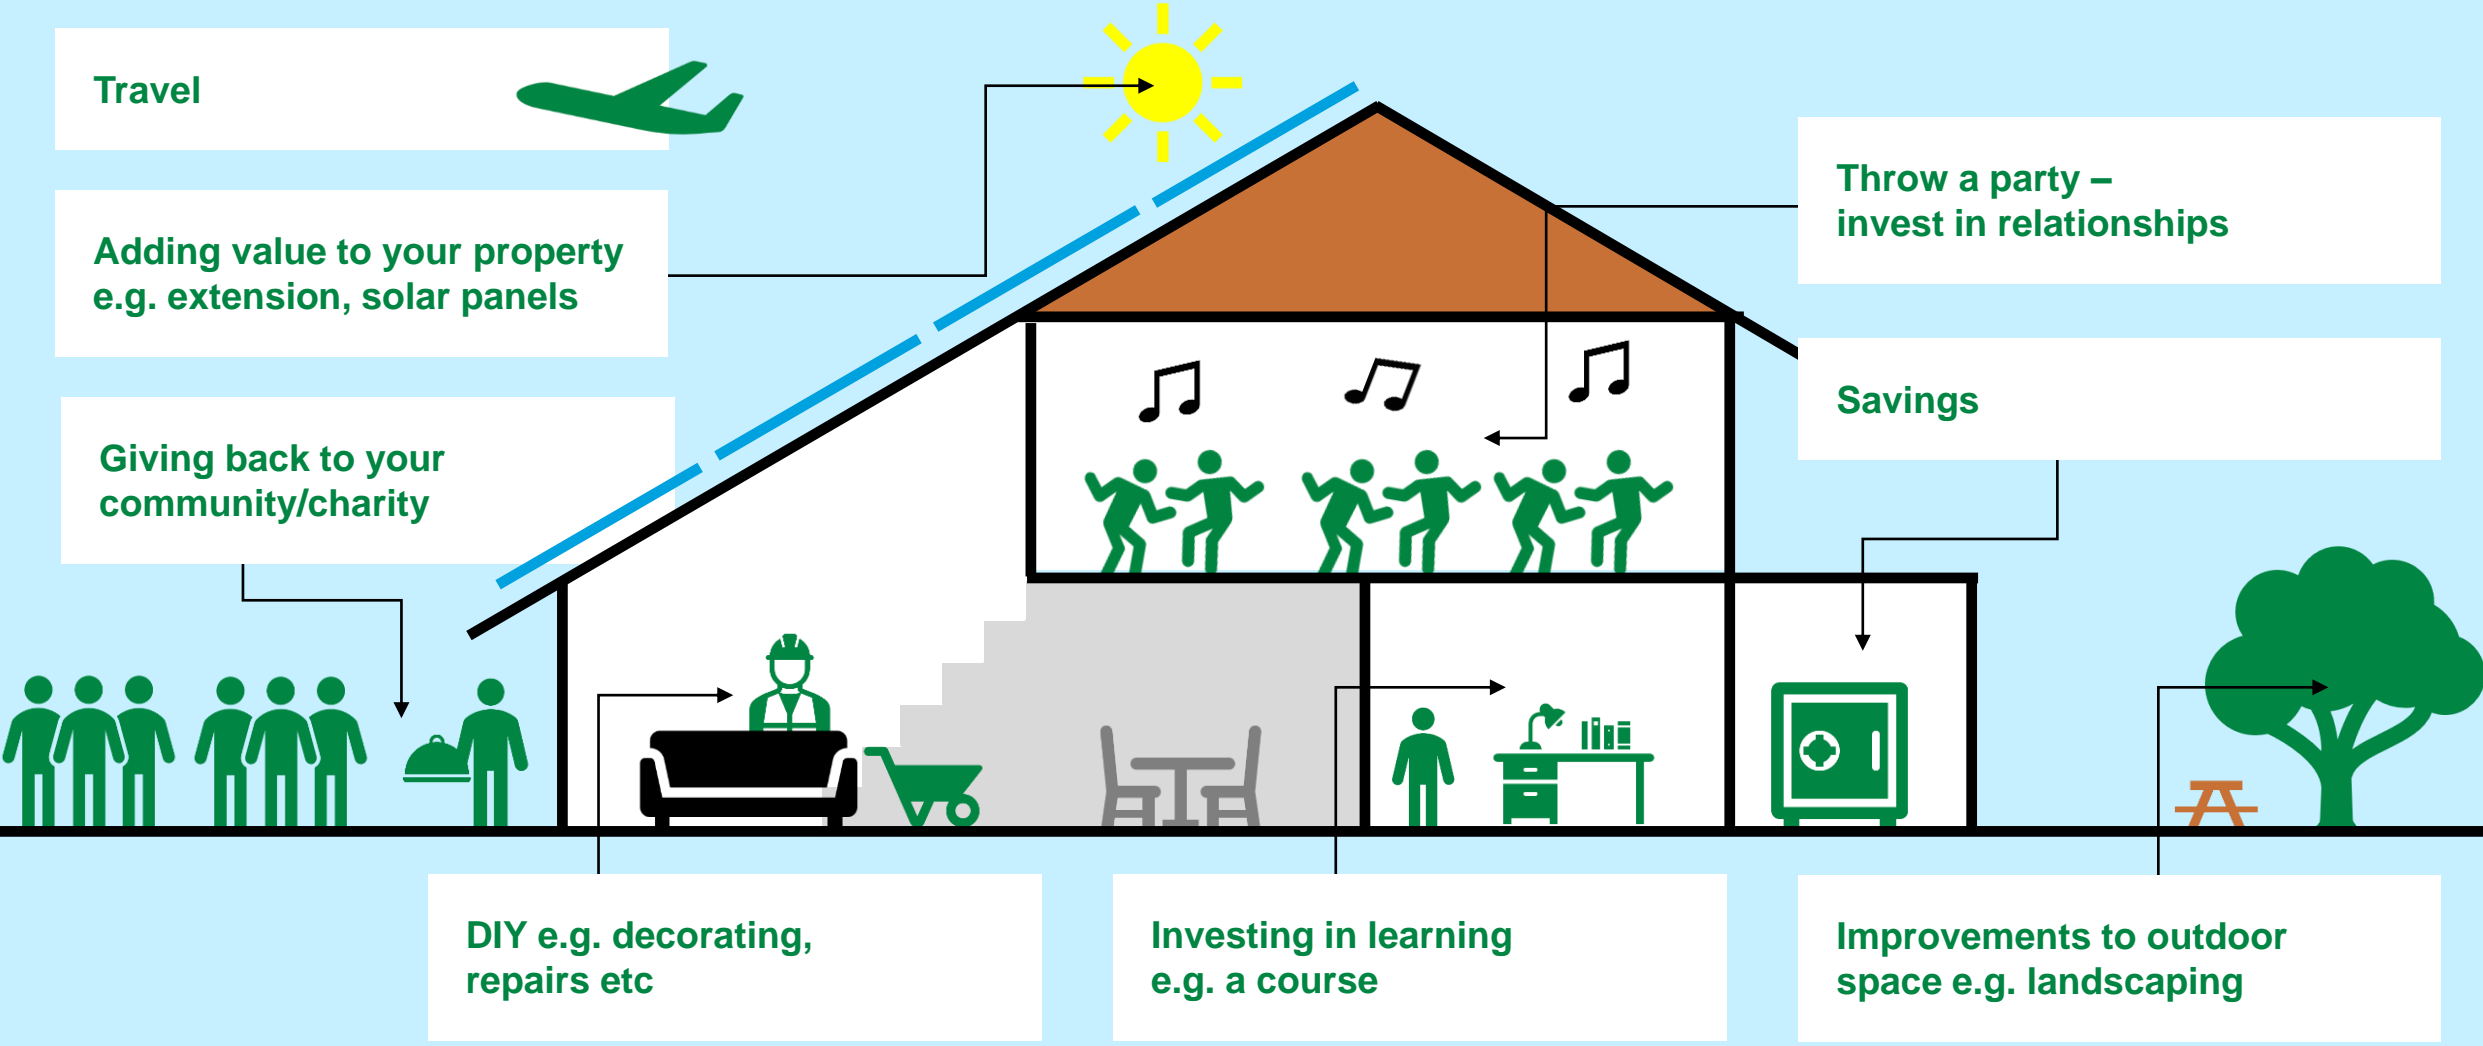 Travel
Adding value to your property
e.g. extension, solar panels
Giving back to your
community/charity
Throw a party –
invest in relationships
Savings
DIY e.g. decorating,
repairs etc
Investing in learning
e.g. a course
Improvements to outdoor
space e.g. landscaping